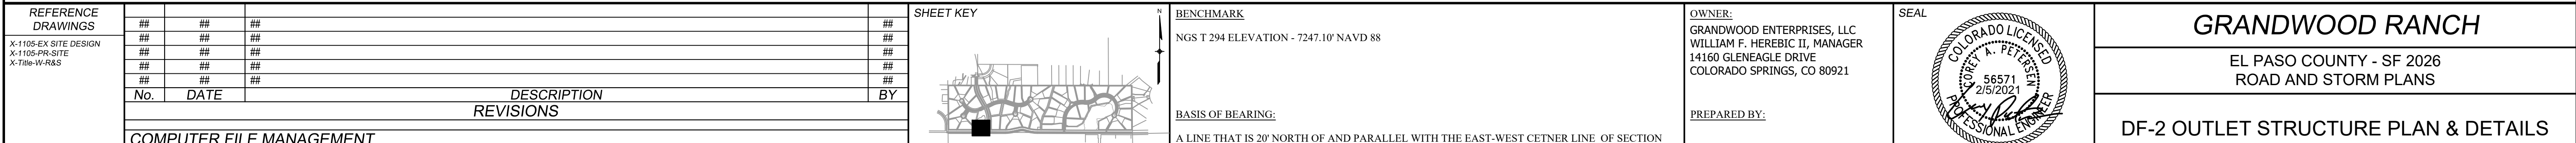 REFERENCE
DRAWINGS
X-1105-EX SITE DESIGN
X-1105-PR-SITE
X-Title-W-R&S
## ## ## ##
## ## ## ##
## ## ## ##
## ## ## ##
## ## ## ##
No. DATE DESCRIPTION BY
REVISIONS
COMPUTER FILE MANAGEMENT
SHEET KEY
N
BENCHMARK
NGS T 294 ELEVATION - 7247.10' NAVD 88
BASIS OF BEARING:
A LINE THAT IS 20' NORTH OF AND PARALLEL WITH THE EAST-WEST CETNER LINE OF SECTION
OWNER:
GRANDWOOD ENTERPRISES, LLC
WILLIAM F. HEREBIC II, MANAGER
14160 GLENEAGLE DRIVE
COLORADO SPRINGS, CO 80921
PREPARED BY:
SEAL
COLORADO LICENSED
COREY A. PETERSEN
56571
2/5/2021
PROFESSIONAL ENGINEER
GRANDWOOD RANCH
EL PASO COUNTY - SF 2026
ROAD AND STORM PLANS
DF-2 OUTLET STRUCTURE PLAN & DETAILS